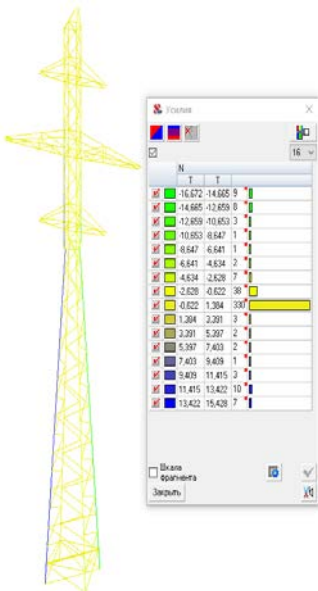 Усилия
16
N
T T
-16,672 -14,665 9
-14,665 -12,659 8
-12,659 -10,653 3
-10,653 -8,647 1
-8,647 -6,641 1
-6,641 -4,634 2
-4,634 -2,628 7
-2,628 -0,622 38
-0,622 1,384 330
1,384 3,391 3
3,391 5,397 2
5,397 7,403 2
7,403 9,409 1
9,409 11,415 3
11,415 13,422 10
13,422 15,428 7
Шкала
фрагмента
Закрыть